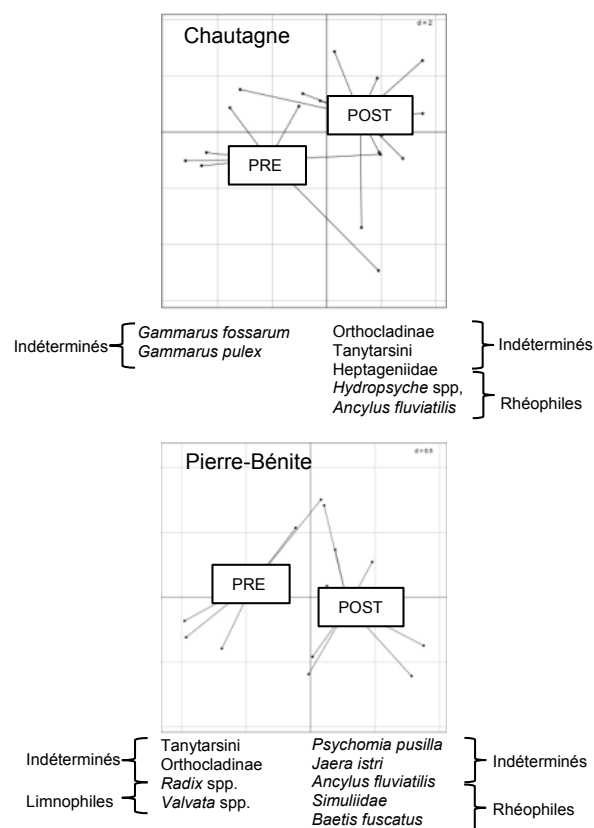 Chautagne
d = 2
POST
PRE
Indéterminés
Gammarus fossarum
Gammarus pulex
Orthocladinae
Tanytarsini
Heptageniidae
Hydropsyche spp,
Ancylus fluviatilis
Indéterminés
Rhéophiles
Pierre-Bénite
d = 0.5
PRE
POST
Indéterminés
Limnophiles
Tanytarsini
Orthocladinae
Radix spp.
Valvata spp.
Psychomia pusilla
Jaera istri
Ancylus fluviatilis
Simuliidae
Baetis fuscatus
Indéterminés
Rhéophiles